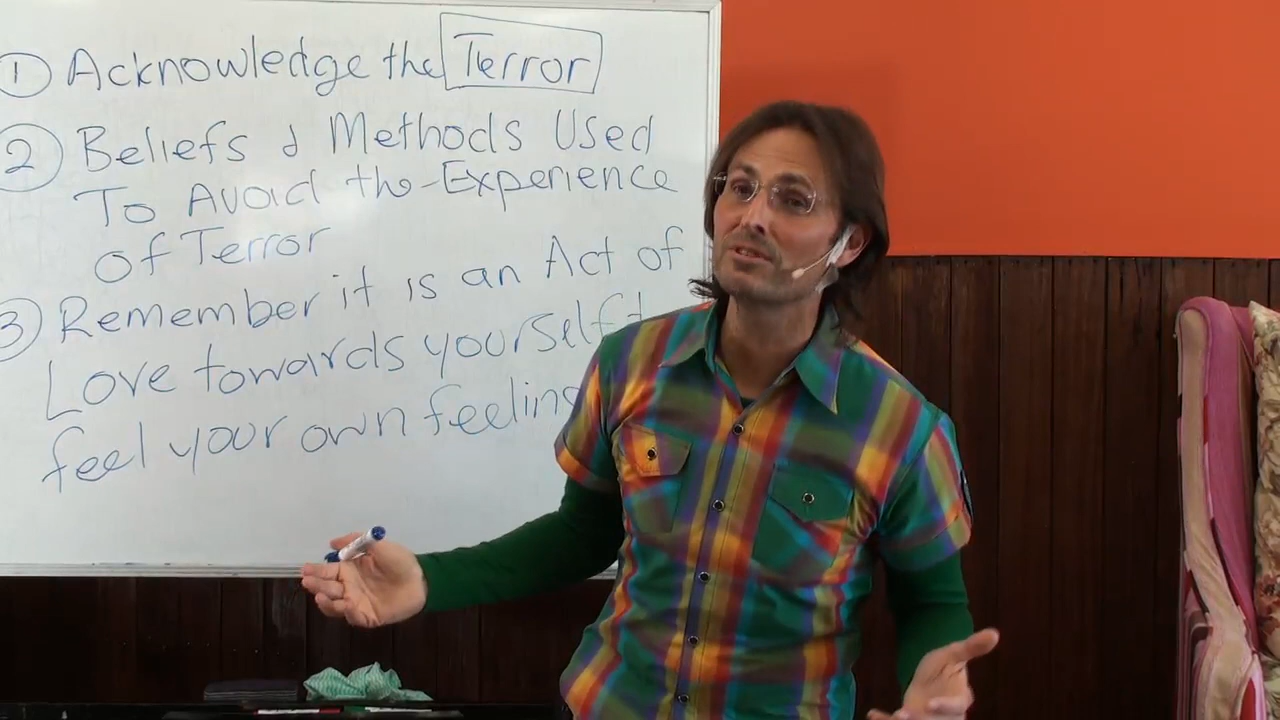 ① Acknowledge the Terror
② Beliefs & Methods Used
To Avoid the Experience
of Terror
③ Remember it is an Act of
Love towards yourself
feel your own